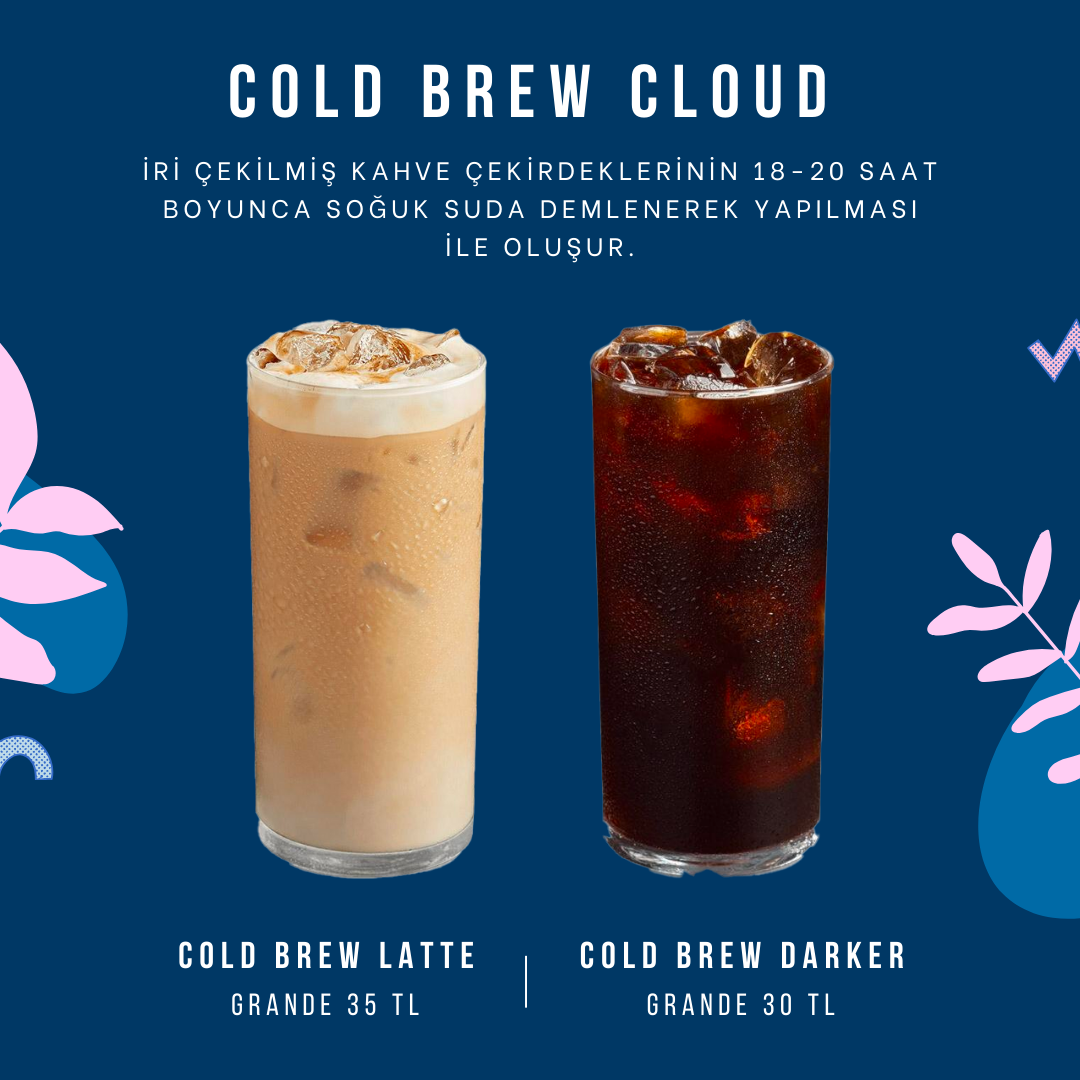 COLD BREW CLOUD
İRİ ÇEKİLMİŞ KAHVE ÇEKİRDEKLERİNİN 18-20 SAAT
BOYUNCA SOĞUK SUDA DEMLENEREK YAPILMASI
İLE OLUŞUR.
COLD BREW LATTE
GRANDE 35 TL
COLD BREW DARKER
GRANDE 30 TL